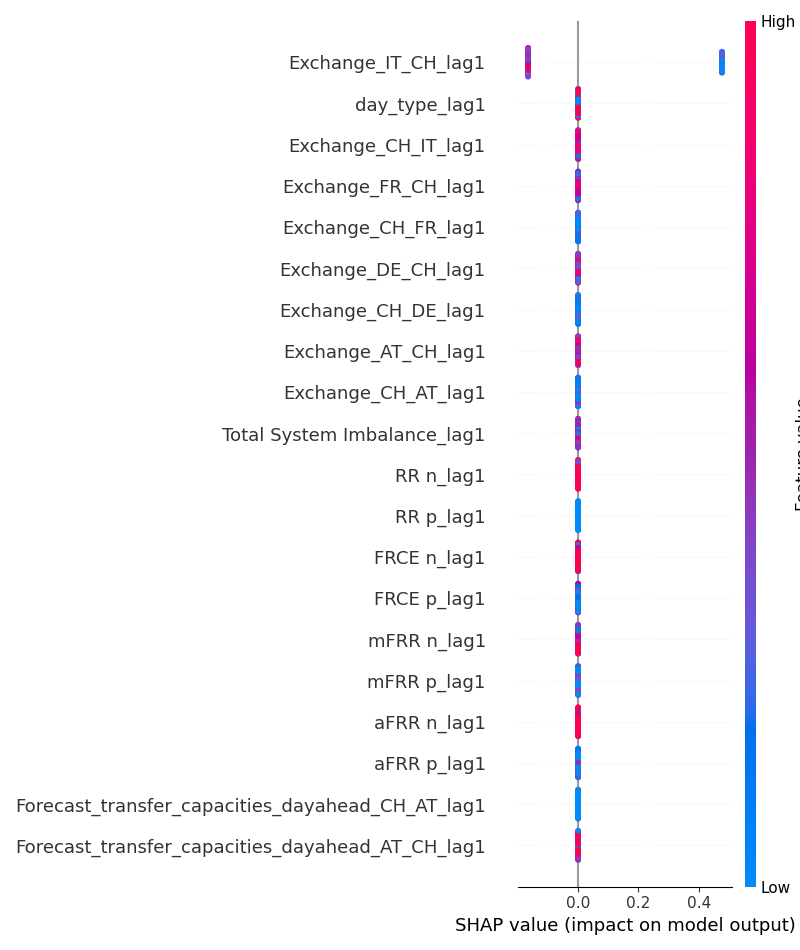 High
Exchange_IT_CH_lag1
day_type_lag1
Exchange_CH_IT_lag1
Exchange_FR_CH_lag1
Exchange_CH_FR_lag1
Exchange_DE_CH_lag1
Exchange_CH_DE_lag1
Exchange_AT_CH_lag1
Exchange_CH_AT_lag1
Total System Imbalance_lag1
RR n_lag1
RR p_lag1
FRCE n_lag1
FRCE p_lag1
mFRR n_lag1
mFRR p_lag1
aFRR n_lag1
aFRR p_lag1
Forecast_transfer_capacities_dayahead_CH_AT_lag1
Forecast_transfer_capacities_dayahead_AT_CH_lag1
Low
0.0 0.2 0.4
SHAP value (impact on model output)